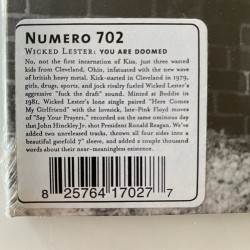 NUMERO 702
WICKED LESTER: YOU ARE DOOMED
No, not the first incarnation of Kiss, just three wasted
kids from Cleveland, Ohio, infatuated with the new wave
of british heavy metal. Kick-started in Cleveland in 1979,
girls, drugs, sports, and jock rivalry fueled Wicked Lester's
aggressive "fuck the draft" sound. Minted at Boddie in
1981, Wicked Lester's lone single paired "Here Comes
My Girlfriend" with the lovesick, late-Pink Floyd moves
of "Say Your Prayers," recorded on the same ominous day
that John Hinckley Jr. shot President Ronald Reagan. We've
added two unreleased tracks, thrown all four sides into a
beautiful gatefold 7" sleeve, and added a couple thousand
words about their near-meaningless existence.
8 25764 17027 7